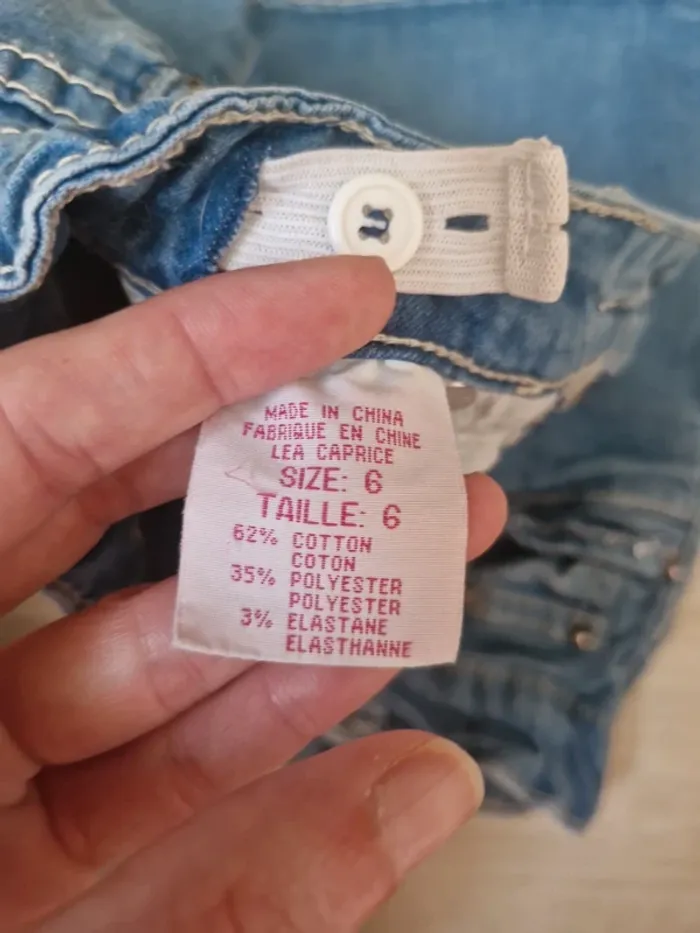 MADE IN CHINA
FABRIQUE EN CHINE
LEA CAPRICE
SIZE: 6
TAILLE: 6
62% COTTON
COTON
35% POLYESTER
POLYESTER
3% ELASTANE
ELASTHANNE